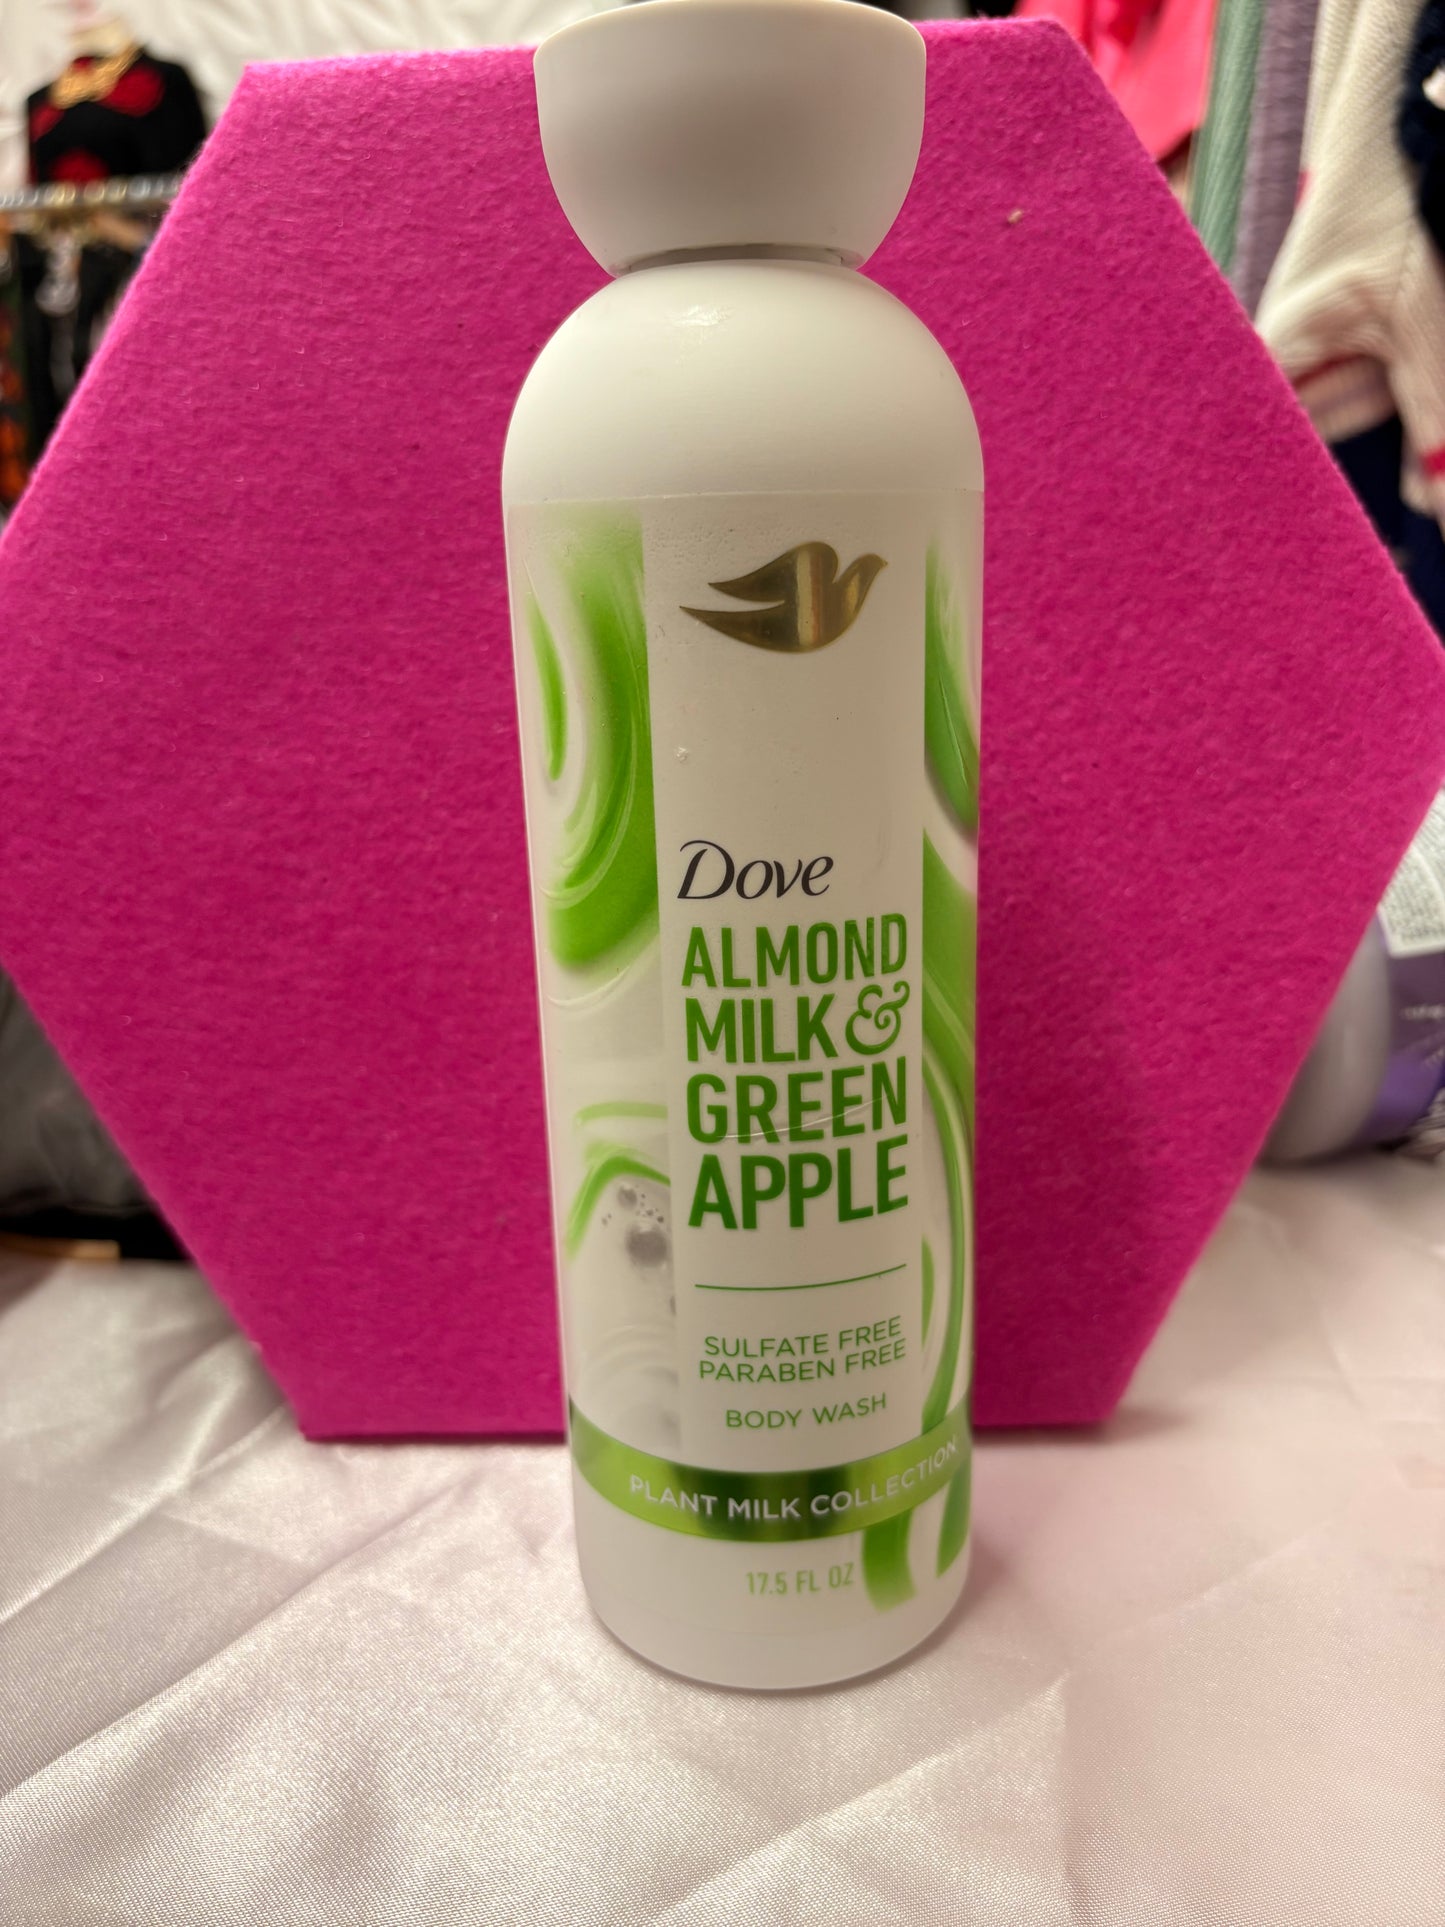 Dove
ALMOND
MILK &
GREEN
APPLE
SULFATE FREE
PARABEN FREE
BODY WASH
PLANT MILK COLLECTION
17.5 FL OZ